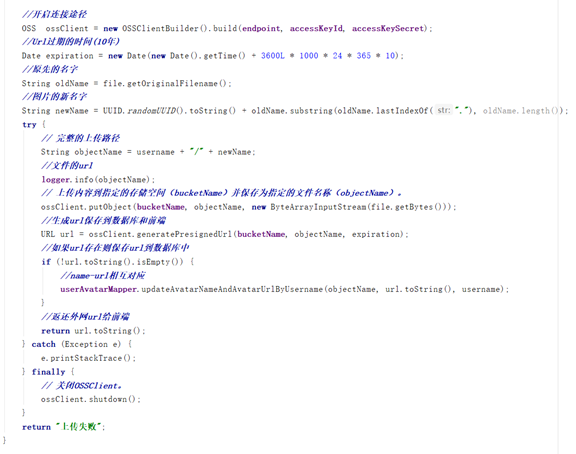 //开启连接途径
OSS  ossClient = new OSSClientBuilder().build(endpoint, accessKeyId, accessKeySecret);
//Url过期的时间(10年)
Date expiration = new Date(new Date().getTime() + 3600L * 1000 * 24 * 365 * 10);
//原先的名字
String oldName = file.getOriginalFilename();
//图片的新名字
String newName = UUID.randomUUID().toString() + oldName.substring(oldName.lastIndexOf( str: "."), oldName.length());
try {
// 完整的上传路径
String objectName = username + "/" + newName;
//文件的url
logger.info(objectName);
// 上传内容到指定的存储空间（bucketName）并保存为指定的文件名称（objectName）。
ossClient.putObject(bucketName, objectName, new ByteArrayInputStream(file.getBytes()));
//生成url保存到数据库和前端
URL url = ossClient.generatePresignedUrl(bucketName, objectName, expiration);
//如果url存在则保存url到数据库中
if (!url.toString().isEmpty()) {
//name-url相互对应
userAvatarMapper.updateAvatarNameAndAvatarUrlByUsername(objectName, url.toString(), username);
}
//返还外网url给前端
return url.toString();
} catch (Exception e) {
e.printStackTrace();
} finally {
// 关闭OSSClient。
ossClient.shutdown();
}
return "上传失败";
}